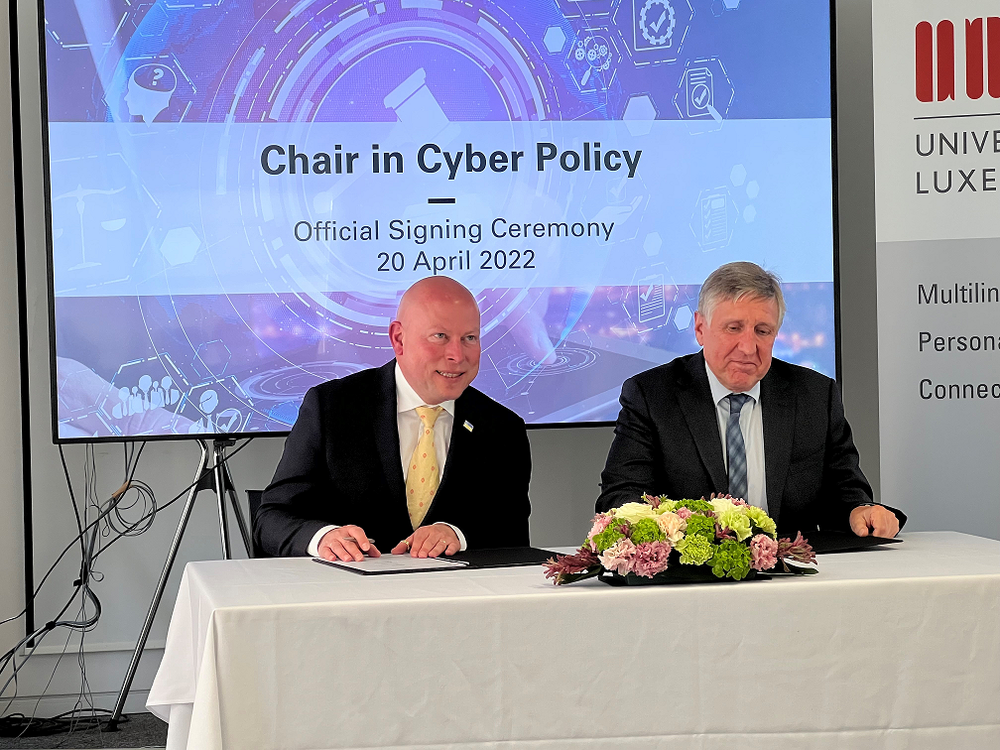 Chair in Cyber Policy
Official Signing Ceremony
20 April 2022
UNIVE
LUXE
Multilin
Persona
Connec